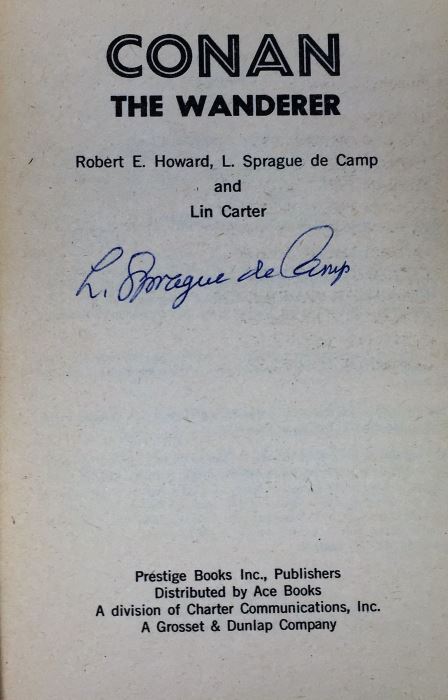 CONAN
THE WANDERER
Robert E. Howard, L. Sprague de Camp
and
Lin Carter
L. Sprague de Camp
Prestige Books Inc., Publishers
Distributed by Ace Books
A division of Charter Communications, Inc.
A Grosset & Dunlap Company